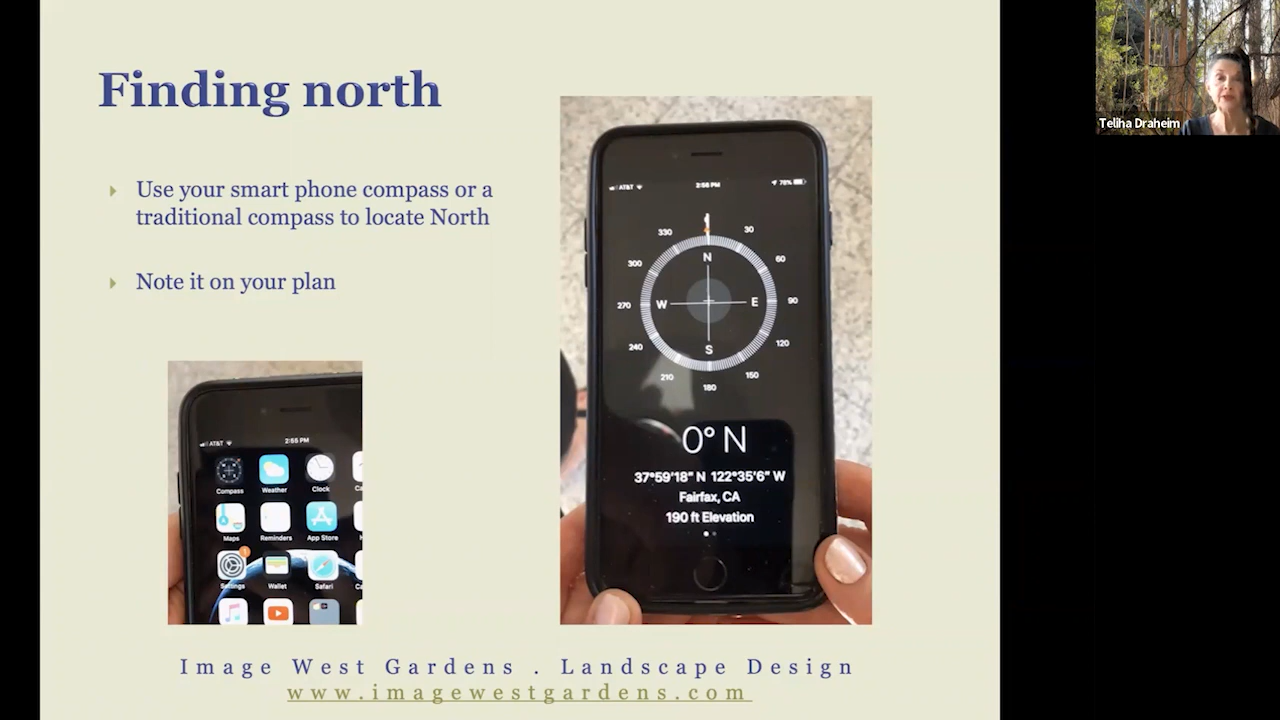 Finding north
Use your smart phone compass or a
traditional compass to locate North
Note it on your plan
AT&T
2:55 PM
Compass
Weather
Clock
Maps
Reminders
App Store
Settings
1
Wallet
Safari
AT&T
3:56 PM
78%
0
330
30
300
N
60
270
W
E
90
240
S
120
210
150
180
0° N
37°59'18" N 122°35'6" W
Fairfax, CA
190 ft Elevation
Image West Gardens . Landscape Design
www.imagewestgardens.com
Teliha Draheim